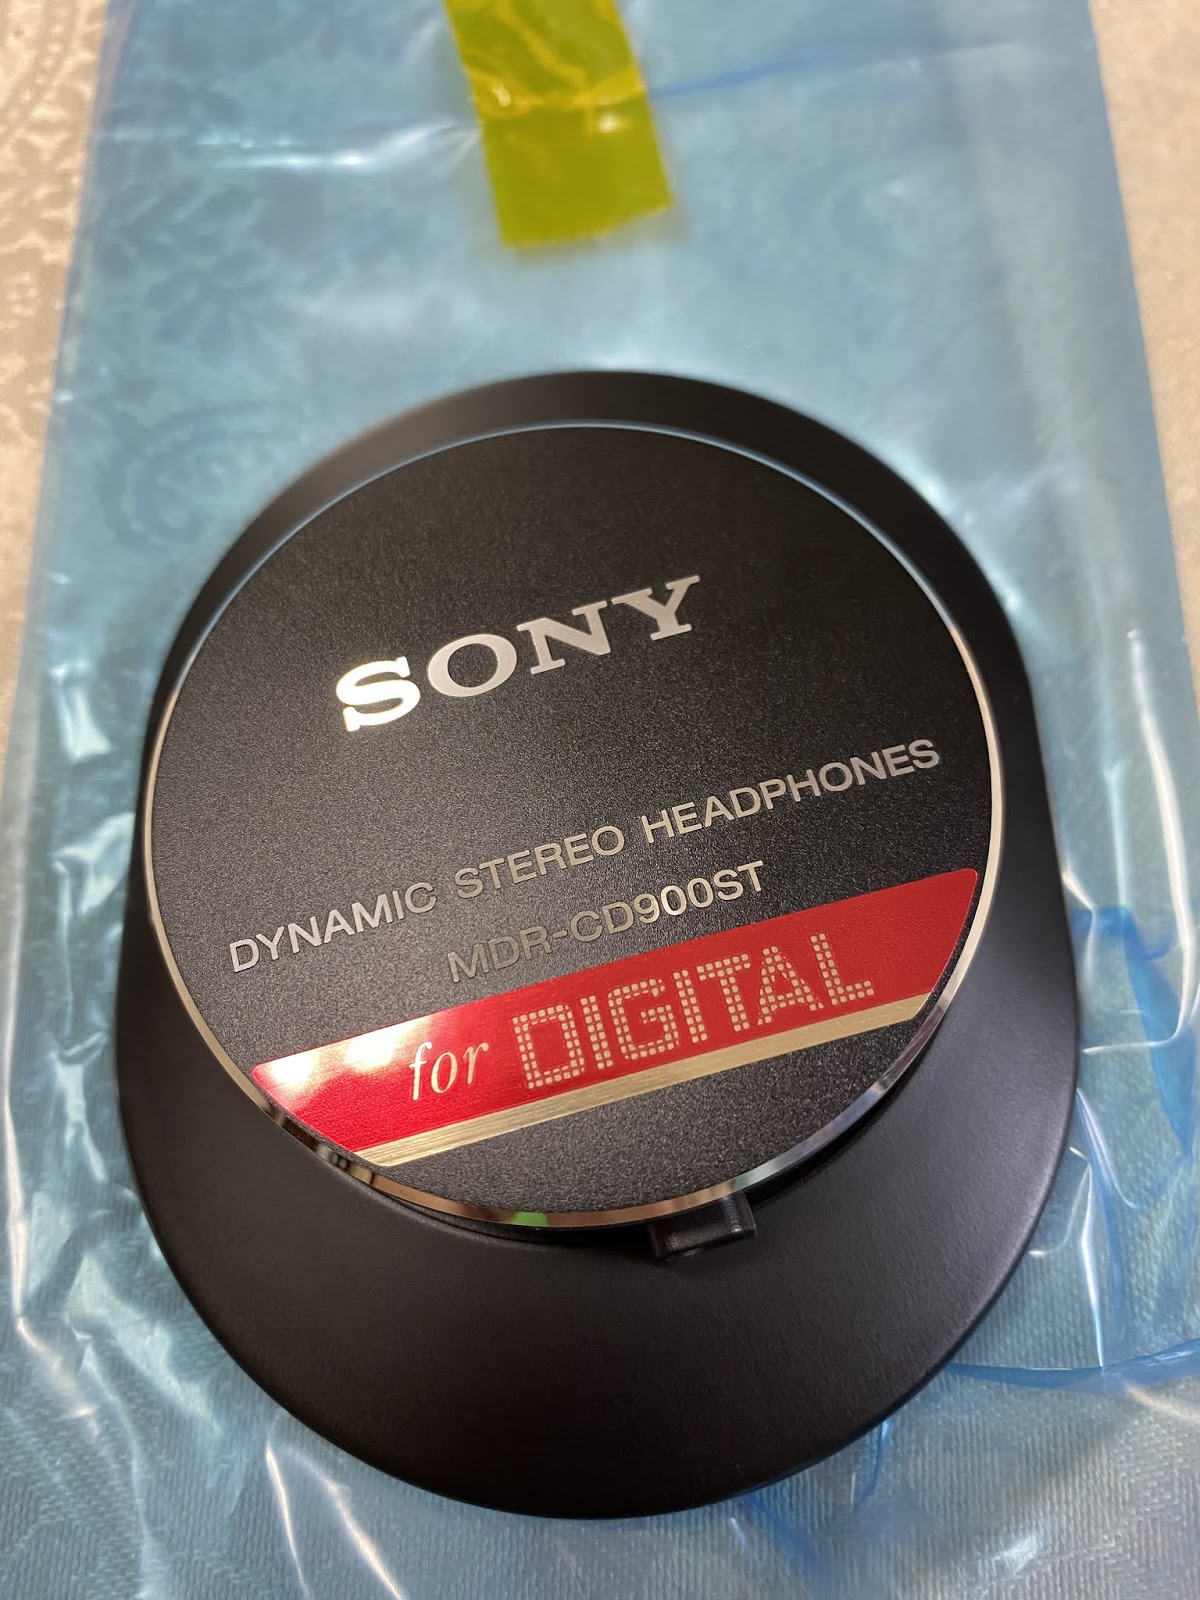 SONY
DYNAMIC STEREO HEADPHONES
MDR-CD900ST
for DIGITAL